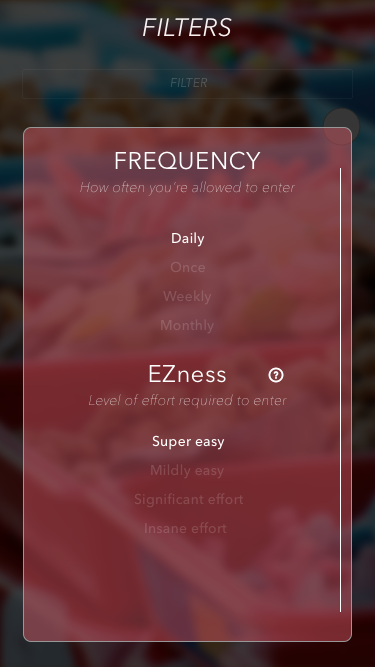 FILTERS
FILTER
FREQUENCY
How often you're allowed to enter
Daily
Once
Weekly
Monthly
EZness ?
Level of effort required to enter
Super easy
Mildly easy
Significant effort
Insane effort